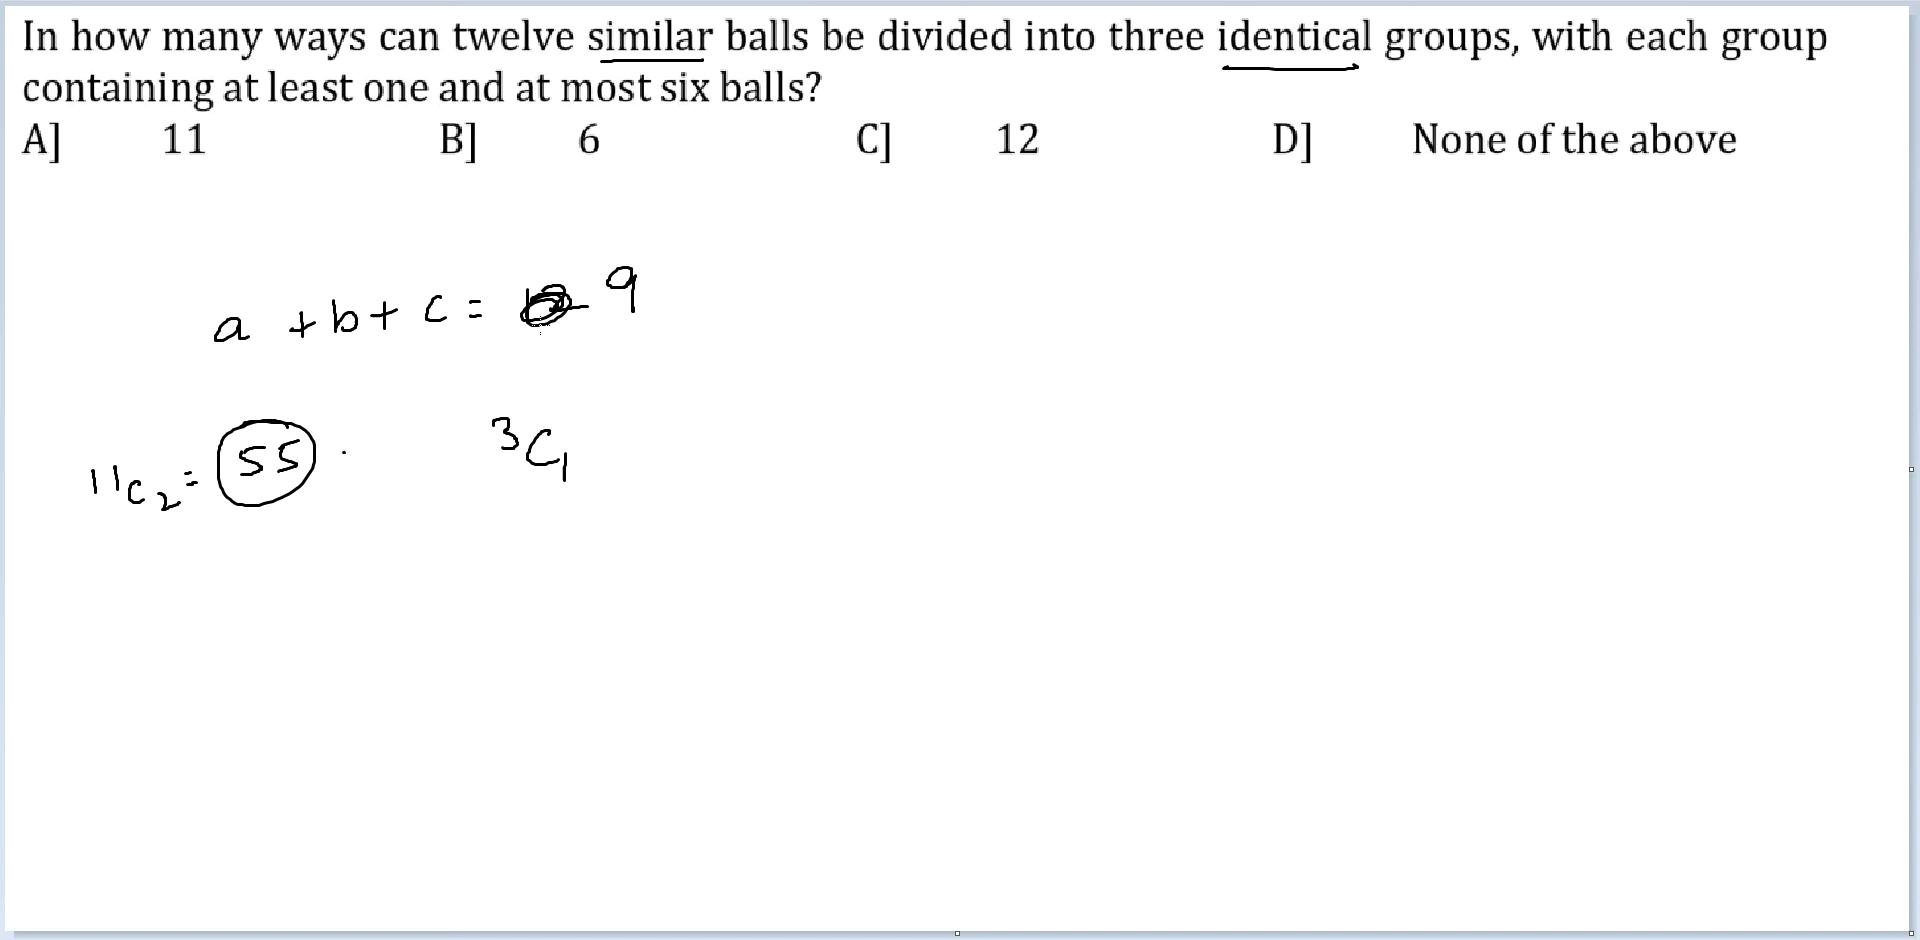 In how many ways can twelve similar balls be divided into three identical groups, with each group
containing at least one and at most six balls?
A] 11 B] 6 C] 12 D] None of the above
a + b + c = 9
11c2 = 55
3C1